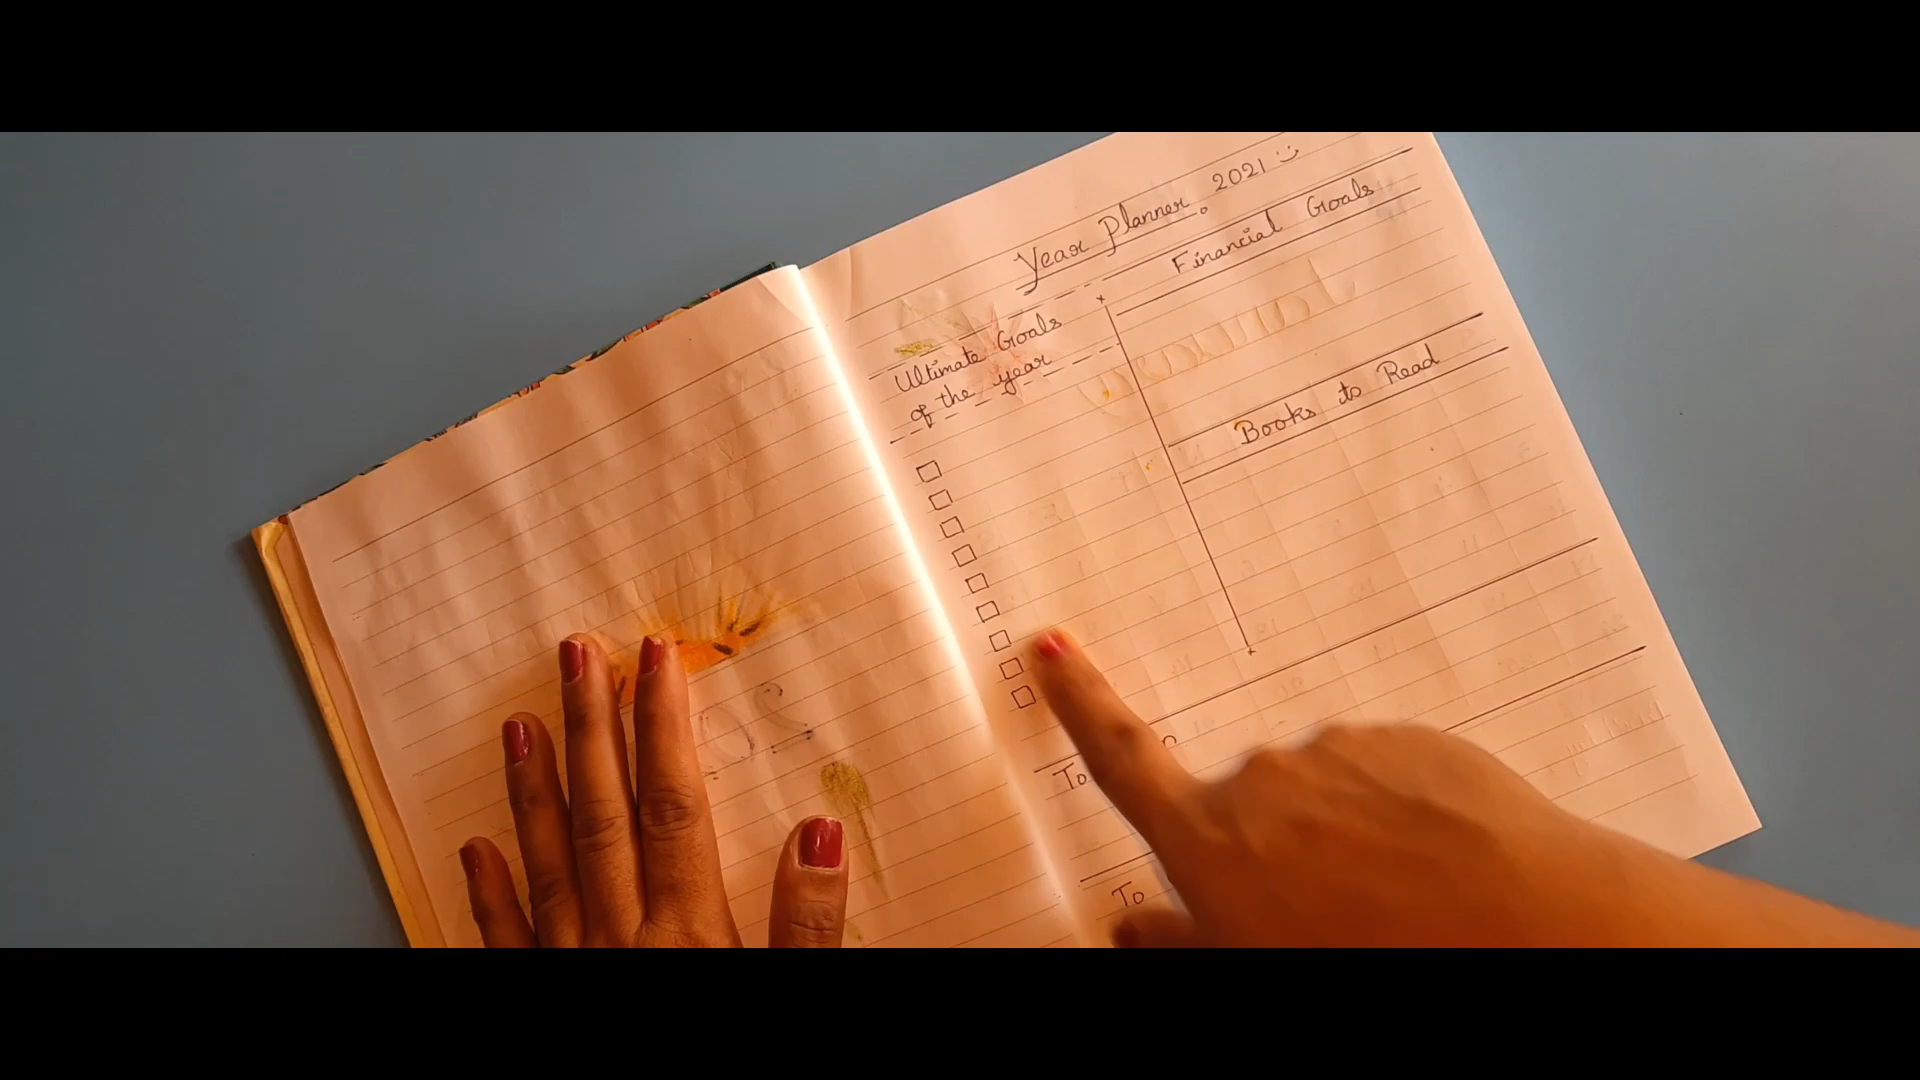 Year Planner. 2021 :)
Ultimate Goals
of the year
Financial Goals
Books to Read
To
To